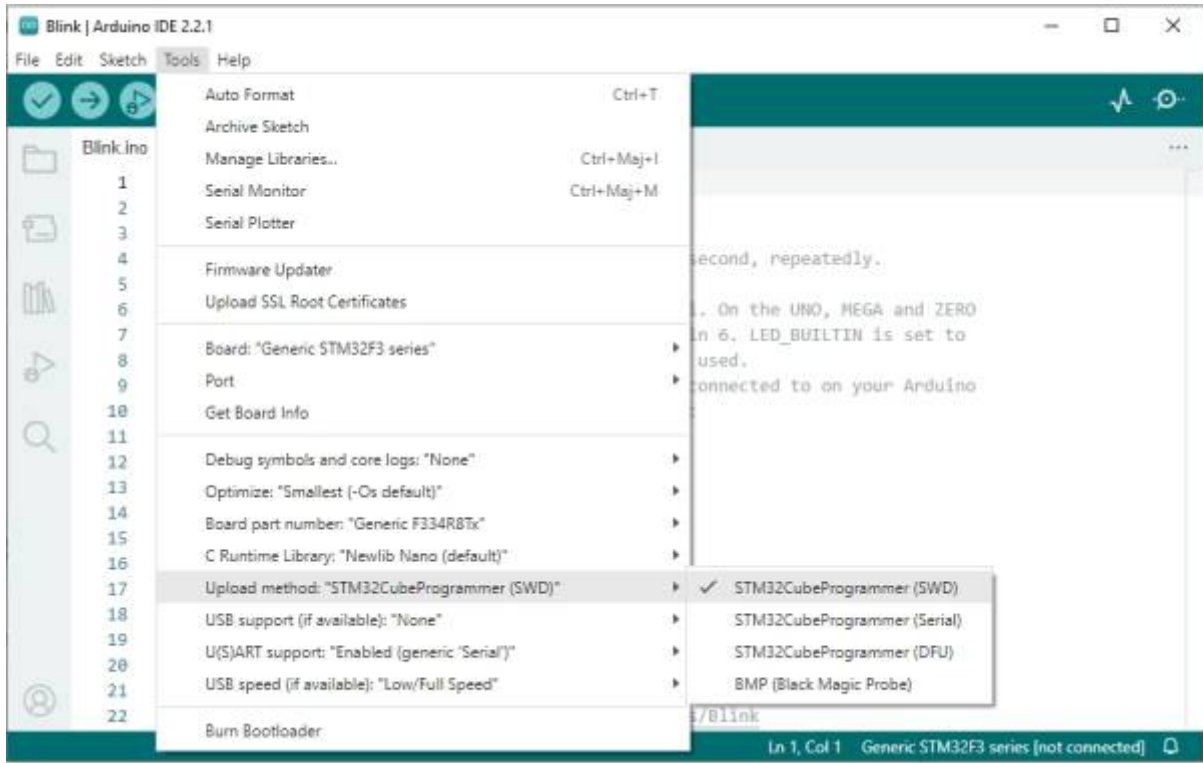 Blink | Arduino IDE 2.2.1
File Edit Sketch Tools Help
Blink.ino
Auto Format Ctrl+T
Archive Sketch
Manage Libraries... Ctrl+Maj+I
Serial Monitor Ctrl+Maj+M
Serial Plotter
Firmware Updater
Upload SSL Root Certificates
Board: "Generic STM32F3 series"
Port
Get Board Info
Debug symbols and core logs: "None"
Optimize: "Smallest (-Os default)"
Board part number: "Generic F334R8Tx"
C Runtime Library: "Newlib Nano (default)"
Upload method: "STM32CubeProgrammer (SWD)"
USB support (if available): "None"
U(S)ART support: "Enabled (generic 'Serial')"
USB speed (if available): "Low/Full Speed"
Burn Bootloader
STM32CubeProgrammer (SWD)
STM32CubeProgrammer (Serial)
STM32CubeProgrammer (DFU)
BMP (Black Magic Probe)
1
2
3
4 second, repeatedly.
5
6 . On the UNO, MEGA and ZERO
7 in 6. LED_BUILTIN is set to
8 used.
9 connected to on your Arduino
10
11
12
13
14
15
16
17
18
19
20
21
22 s/Blink
Ln 1, Col 1 Generic STM32F3 series [not connected]